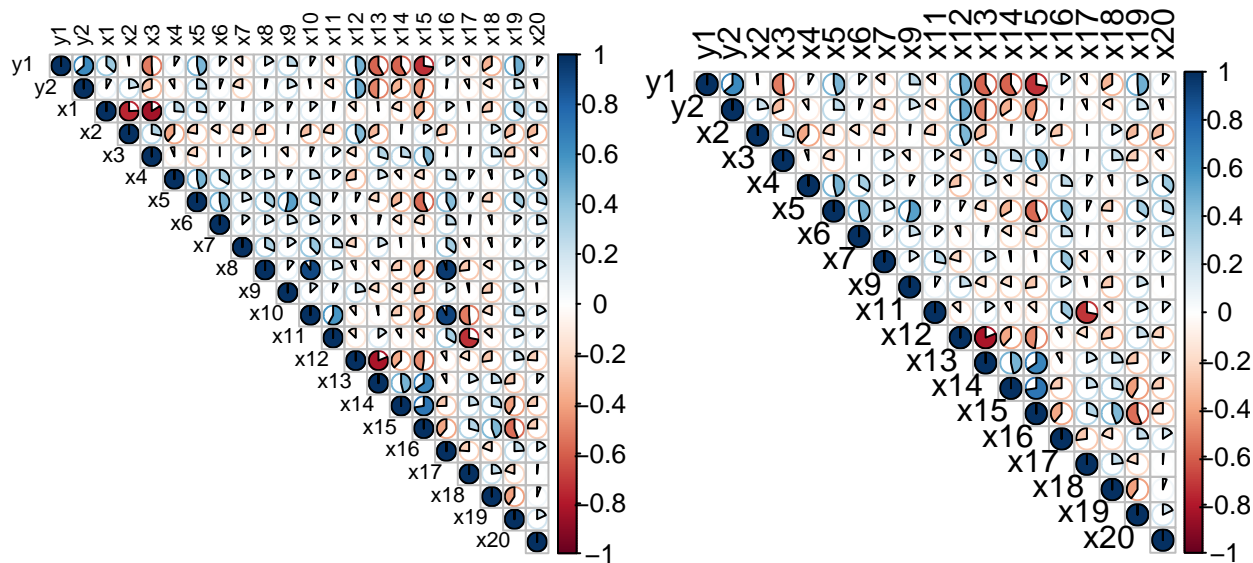 y1 y2 x1 x2 x3 x4 x5 x6 x7 x8 x9 x10 x11 x12 x13 x14 x15 x16 x17 x18 x19 x20
y1
y2
x1
x2
x3
x4
x5
x6
x7
x8
x9
x10
x11
x12
x13
x14
x15
x16
x17
x18
x19
x20
1
0.8
0.6
0.4
0.2
0
−0.2
−0.4
−0.6
−0.8
−1
y1 y2 x2 x3 x4 x5 x6 x7 x9 x11 x12 x13 x14 x15 x16 x17 x18 x19 x20
y1
y2
x2
x3
x4
x5
x6
x7
x9
x11
x12
x13
x14
x15
x16
x17
x18
x19
x20
1
0.8
0.6
0.4
0.2
0
−0.2
−0.4
−0.6
−0.8
−1